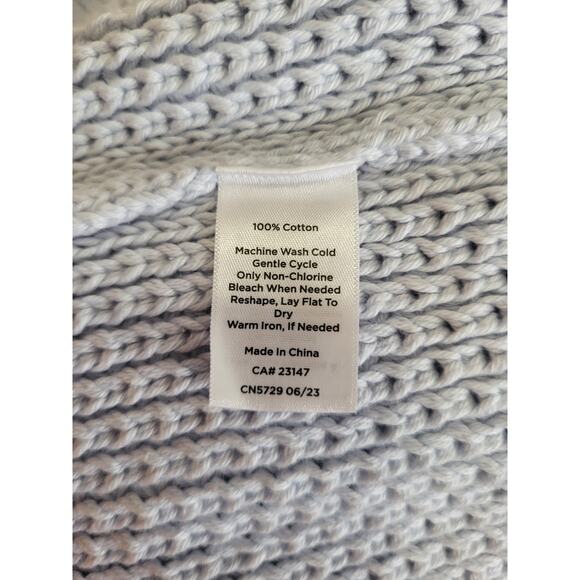 100% Cotton
Machine Wash Cold
Gentle Cycle
Only Non-Chlorine
Bleach When Needed
Reshape, Lay Flat To
Dry
Warm Iron, If Needed
Made In China
CA# 23147
CN5729 06/23